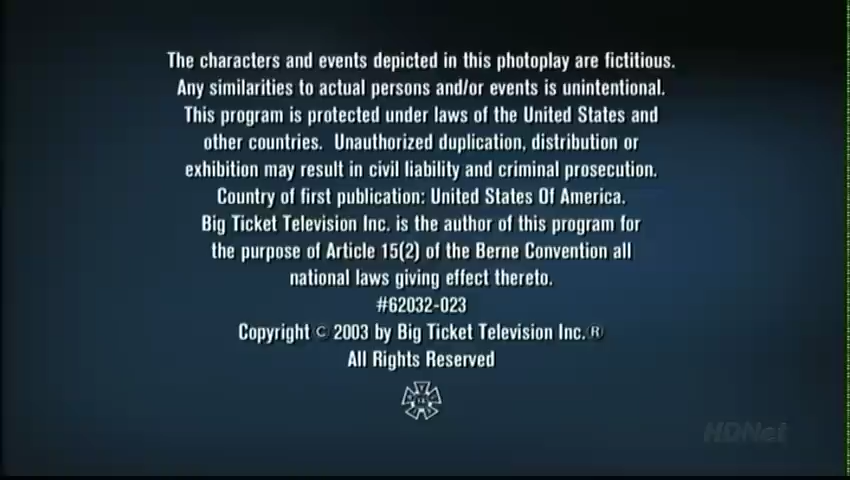 The characters and events depicted in this photoplay are fictitious.
Any similarities to actual persons and/or events is unintentional.
This program is protected under laws of the United States and
other countries.  Unauthorized duplication, distribution or
exhibition may result in civil liability and criminal prosecution.
Country of first publication: United States Of America.
Big Ticket Television Inc. is the author of this program for
the purpose of Article 15(2) of the Berne Convention all
national laws giving effect thereto.
#62032-023
Copyright © 2003 by Big Ticket Television Inc.®
All Rights Reserved
HDNet